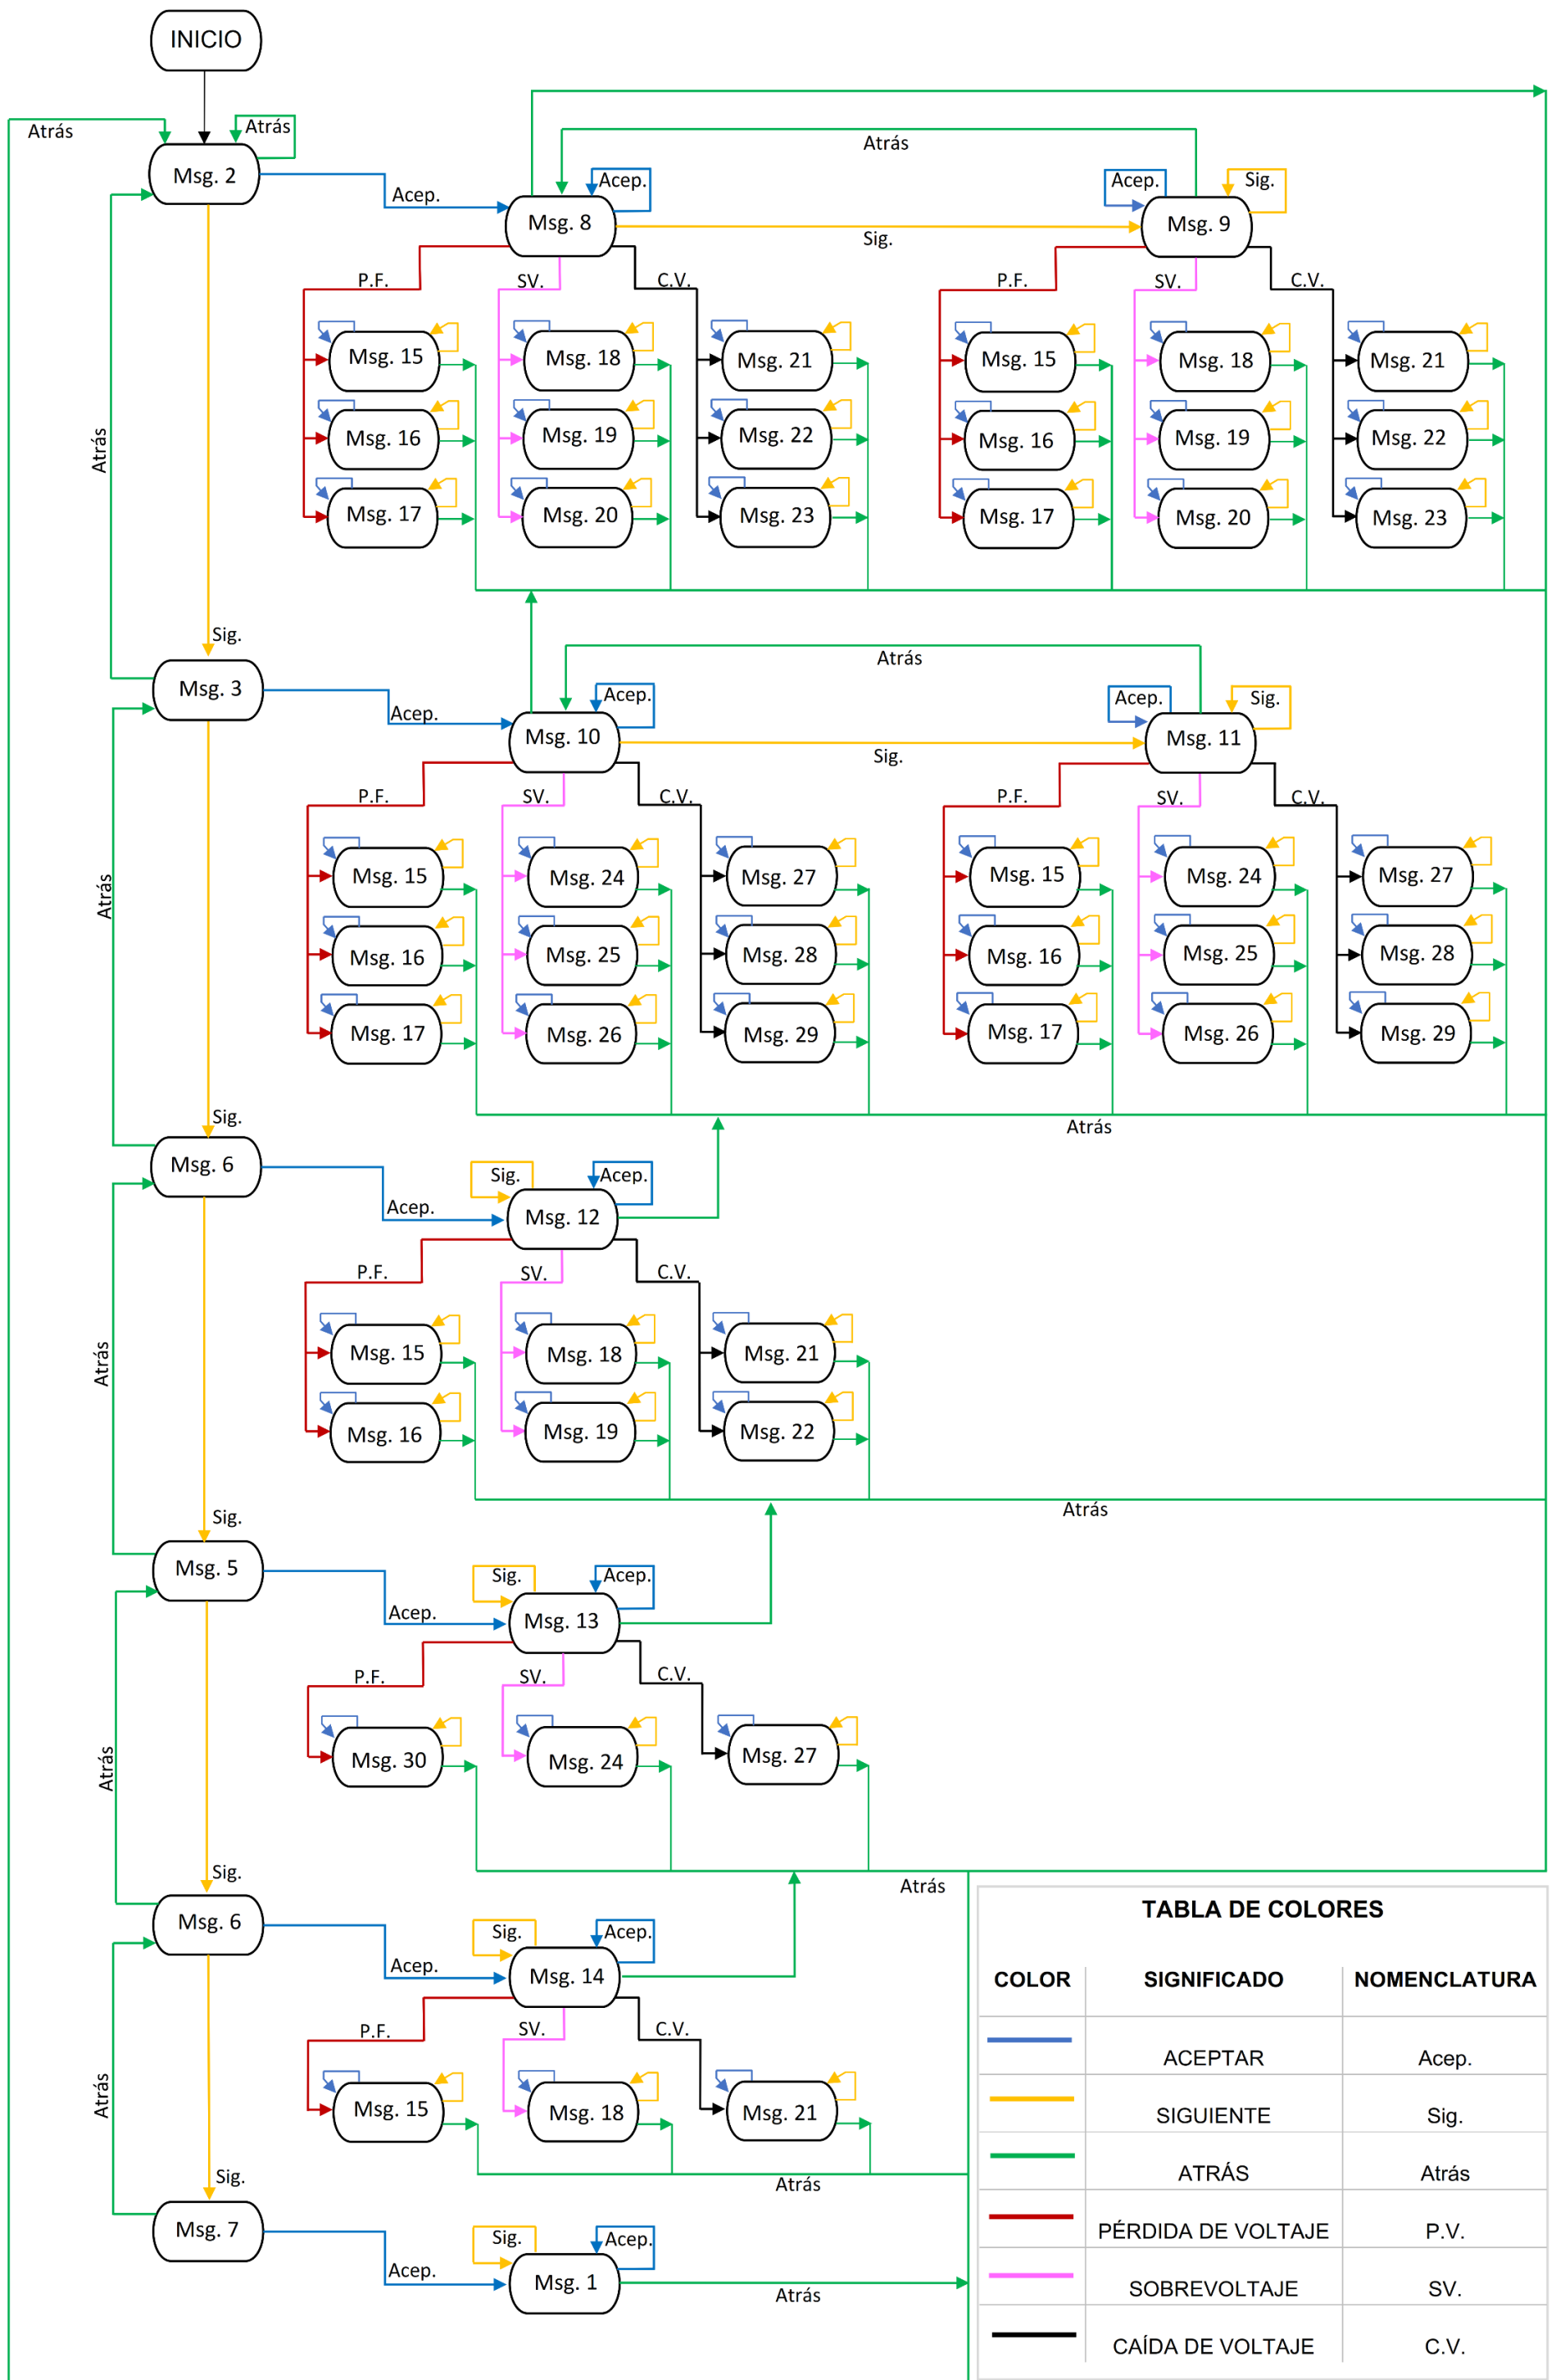 INICIO
Atrás
Atrás
Msg. 2
Acep.
Atrás
Acep.
Msg. 8
Sig.
Acep.
Sig.
Msg. 9
P.F.
SV.
C.V.
P.F.
SV.
C.V.
Msg. 15
Msg. 18
Msg. 21
Msg. 15
Msg. 18
Msg. 21
Msg. 16
Msg. 19
Msg. 22
Msg. 16
Msg. 19
Msg. 22
Msg. 17
Msg. 20
Msg. 23
Msg. 17
Msg. 20
Msg. 23
Atrás
Sig.
Msg. 3
Acep.
Atrás
Acep.
Msg. 10
Sig.
Acep.
Sig.
Msg. 11
P.F.
SV.
C.V.
P.F.
SV.
C.V.
Msg. 15
Msg. 24
Msg. 27
Msg. 15
Msg. 24
Msg. 27
Msg. 16
Msg. 25
Msg. 28
Msg. 16
Msg. 25
Msg. 28
Msg. 17
Msg. 26
Msg. 29
Msg. 17
Msg. 26
Msg. 29
Atrás
Atrás
Sig.
Msg. 6
Acep.
Sig.
Acep.
Msg. 12
P.F.
SV.
C.V.
Msg. 15
Msg. 18
Msg. 21
Msg. 16
Msg. 19
Msg. 22
Atrás
Atrás
Sig.
Msg. 5
Acep.
Sig.
Acep.
Msg. 13
P.F.
SV.
C.V.
Msg. 30
Msg. 24
Msg. 27
Atrás
Atrás
Sig.
Msg. 6
Acep.
Sig.
Acep.
Msg. 14
P.F.
SV.
C.V.
Msg. 15
Msg. 18
Msg. 21
Atrás
Atrás
Sig.
Msg. 7
Acep.
Sig.
Acep.
Msg. 1
Atrás
TABLA DE COLORES
COLOR SIGNIFICADO NOMENCLATURA
ACEPTAR Acep.
SIGUIENTE Sig.
ATRÁS Atrás
PÉRDIDA DE VOLTAJE P.V.
SOBREVOLTAJE SV.
CAÍDA DE VOLTAJE C.V.